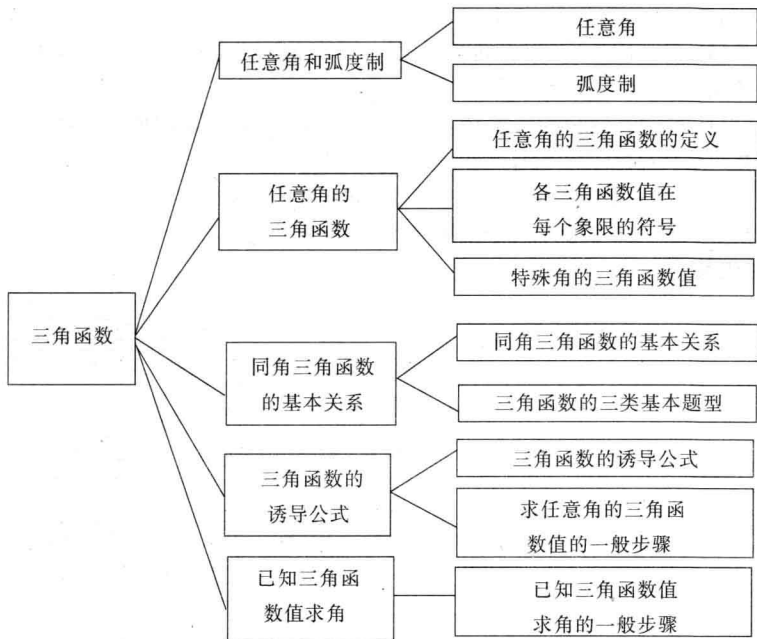 三角函数
任意角和弧度制
任意角
弧度制
任意角的
三角函数
任意角的三角函数的定义
各三角函数值在
每个象限的符号
特殊角的三角函数值
同角三角函数
的基本关系
同角三角函数的基本关系
三角函数的三类基本题型
三角函数的
诱导公式
三角函数的诱导公式
求任意角的三角函
数值的一般步骤
已知三角函
数值求角
已知三角函数值
求角的一般步骤